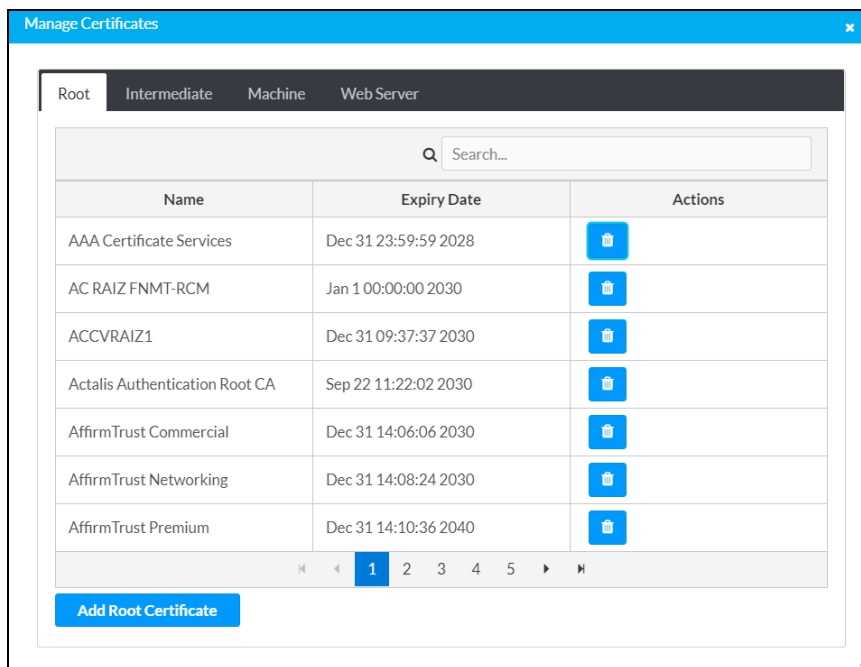 Manage Certificates
Root Intermediate Machine Web Server
Search...
Name Expiry Date Actions
AAA Certificate Services Dec 31 23:59:59 2028
AC RAIZ FNMT-RCM Jan 1 00:00:00 2030
ACCVRAIZ1 Dec 31 09:37:37 2030
Actalis Authentication Root CA Sep 22 11:22:02 2030
AffirmTrust Commercial Dec 31 14:06:06 2030
AffirmTrust Networking Dec 31 14:08:24 2030
AffirmTrust Premium Dec 31 14:10:36 2040
1 2 3 4 5
Add Root Certificate